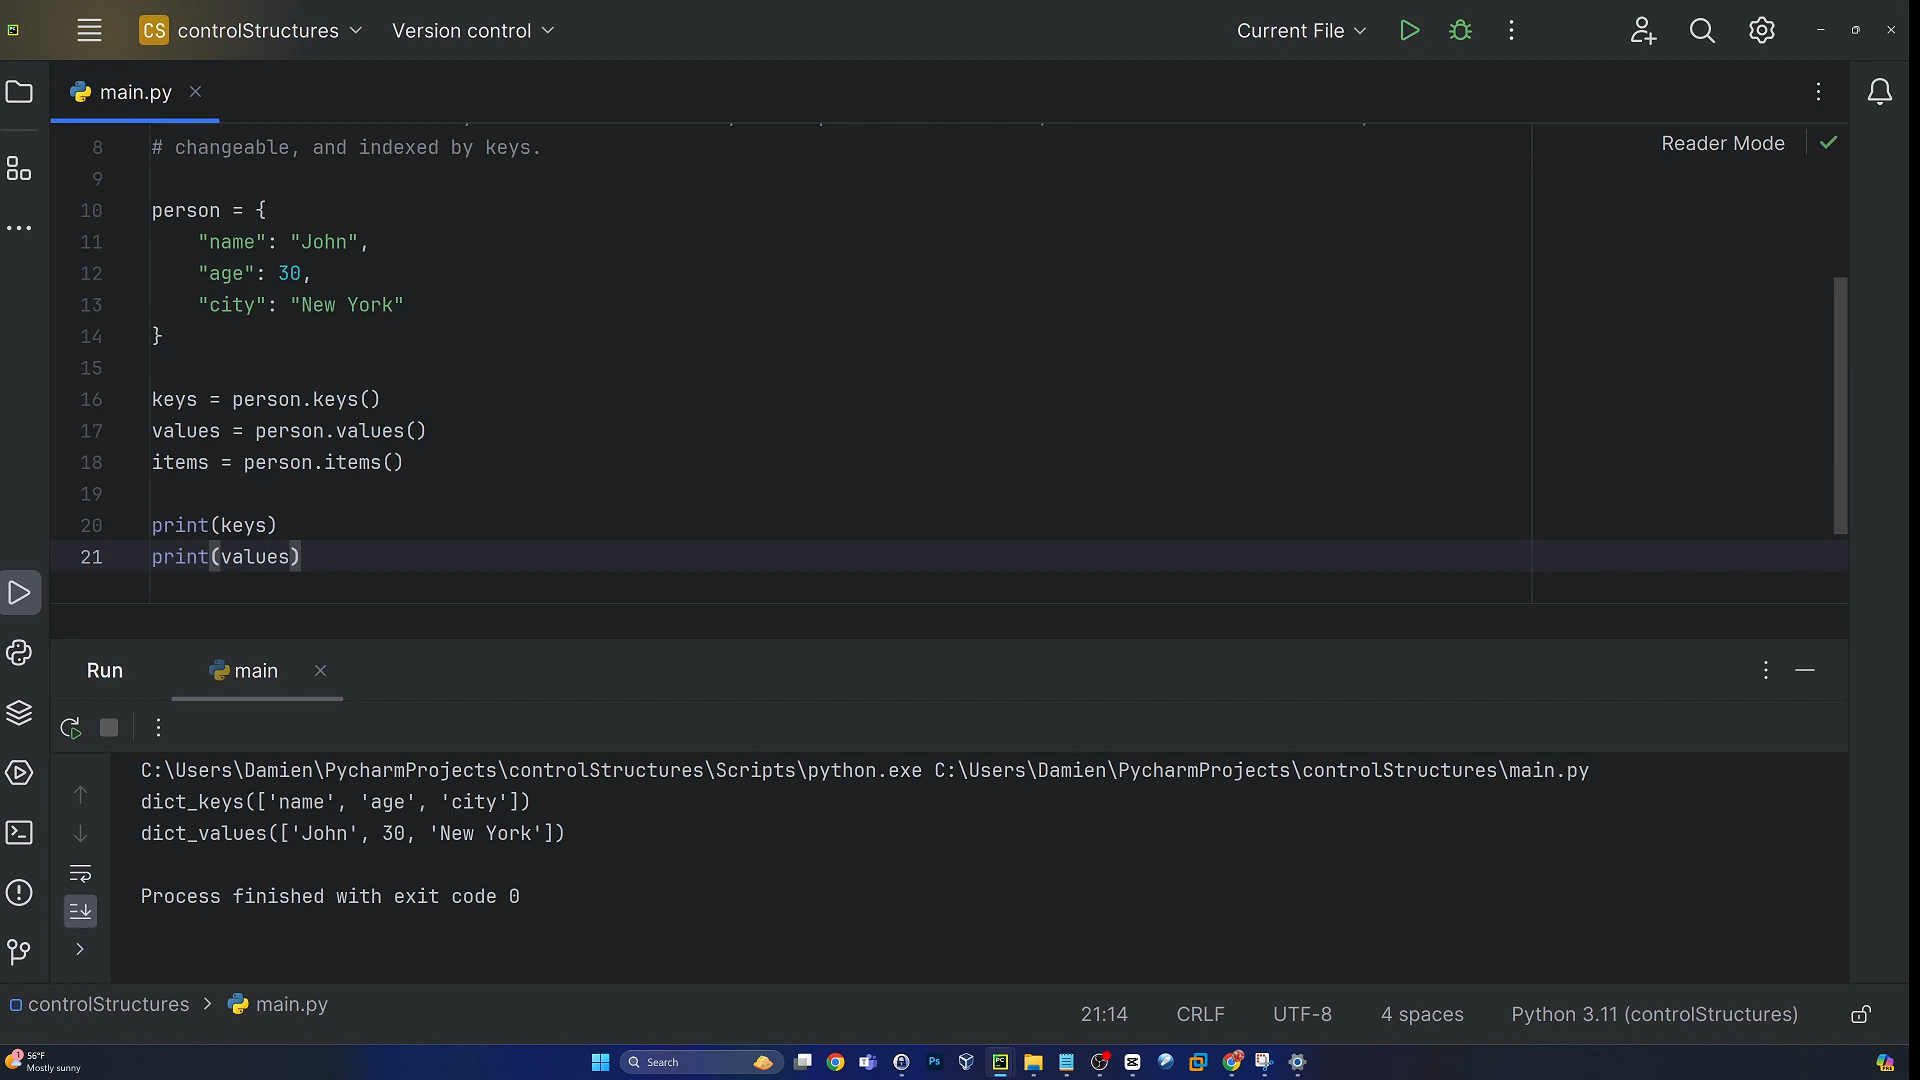 CS controlStructures Version control Current File
main.py
Reader Mode
8 # changeable, and indexed by keys.
9
10 person = {
11 "name": "John",
12 "age": 30,
13 "city": "New York"
14 }
15
16 keys = person.keys()
17 values = person.values()
18 items = person.items()
19
20 print(keys)
21 print(values)
Run main
C:\Users\Damien\PycharmProjects\controlStructures\Scripts\python.exe C:\Users\Damien\PycharmProjects\controlStructures\main.py
dict_keys(['name', 'age', 'city'])
dict_values(['John', 30, 'New York'])
Process finished with exit code 0
controlStructures > main.py 21:14 CRLF UTF-8 4 spaces Python 3.11 (controlStructures)
1 56°F
Mostly sunny
Search
Ps
PC